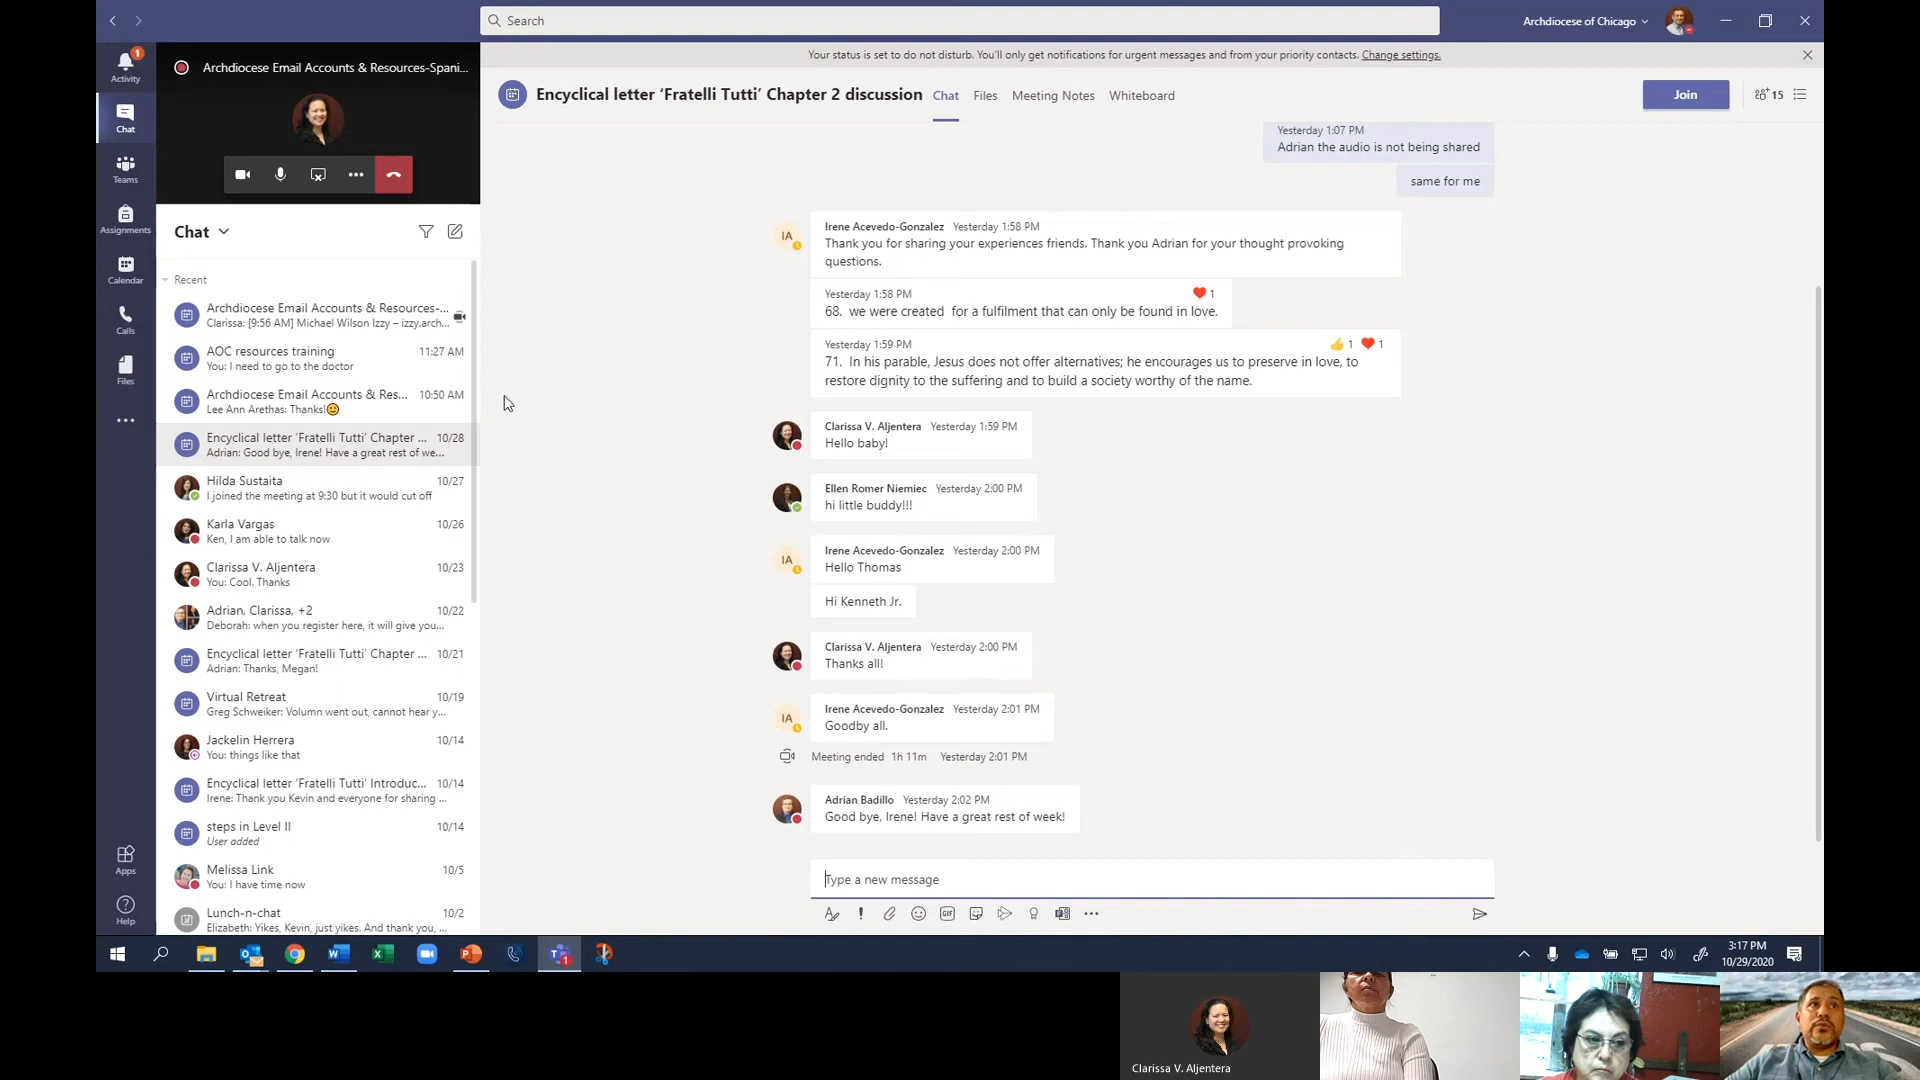 Search
Archdiocese of Chicago
Activity
1
Chat
Teams
Assignments
Calendar
Calls
Files
Apps
Help
Archdiocese Email Accounts & Resources-Spani...
Chat
Recent
Archdiocese Email Accounts & Resources-...
Clarissa: [9:56 AM] Michael Wilson Izzy – izzy.arch...
AOC resources training 11:27 AM
You: I need to go to the doctor
Archdiocese Email Accounts & Res... 10:50 AM
Lee Ann Arethas: Thanks!
Encyclical letter ‘Fratelli Tutti’ Chapter ... 10/28
Adrian: Good bye, Irene! Have a great rest of we...
Hilda Sustaita 10/27
I joined the meeting at 9:30 but it would cut off
Karla Vargas 10/26
Ken, I am able to talk now
Clarissa V. Aljentera 10/23
You: Cool. Thanks
Adrian, Clarissa, +2 10/22
Deborah: when you register here, it will give you...
Encyclical letter ‘Fratelli Tutti’ Chapter ... 10/21
Adrian: Thanks, Megan!
Virtual Retreat 10/19
Greg Schweiker: Volumn went out, cannot hear y...
Jackelin Herrera 10/14
You: things like that
Encyclical letter ‘Fratelli Tutti’ Introduc... 10/14
Irene: Thank you Kevin and everyone for sharing ...
steps in Level II 10/14
User added
Melissa Link 10/5
You: I have time now
Lunch-n-chat 10/2
Elizabeth: Yikes, Kevin, just yikes. And thank you, ...
Your status is set to do not disturb. You'll only get notifications for urgent messages and from your priority contacts. Change settings.
Encyclical letter ‘Fratelli Tutti’ Chapter 2 discussion Chat Files Meeting Notes Whiteboard
Join
15
Yesterday 1:07 PM
Adrian the audio is not being shared
same for me
IA
Irene Acevedo-Gonzalez Yesterday 1:58 PM
Thank you for sharing your experiences friends. Thank you Adrian for your thought provoking
questions.
Yesterday 1:58 PM 1
68. we were created for a fulfilment that can only be found in love.
Yesterday 1:59 PM 1 1
71. In his parable, Jesus does not offer alternatives; he encourages us to preserve in love, to
restore dignity to the suffering and to build a society worthy of the name.
Clarissa V. Aljentera Yesterday 1:59 PM
Hello baby!
Ellen Romer Niemiec Yesterday 2:00 PM
hi little buddy!!!
IA
Irene Acevedo-Gonzalez Yesterday 2:00 PM
Hello Thomas
Hi Kenneth Jr.
Clarissa V. Aljentera Yesterday 2:00 PM
Thanks all!
IA
Irene Acevedo-Gonzalez Yesterday 2:01 PM
Goodby all.
Meeting ended 1h 11m Yesterday 2:01 PM
Adrian Badillo Yesterday 2:02 PM
Good bye, Irene! Have a great rest of week!
Type a new message
GIF
3:17 PM
10/29/2020
Clarissa V. Aljentera